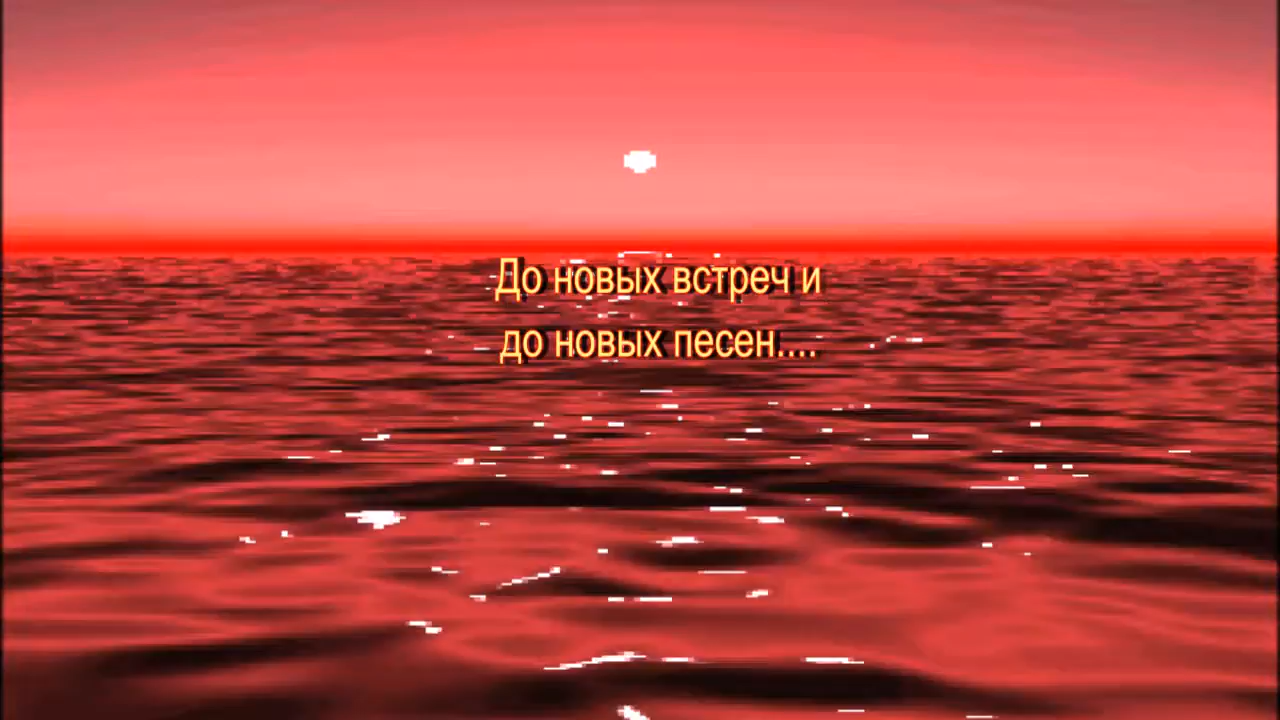 До новых встреч и
до новых песен....